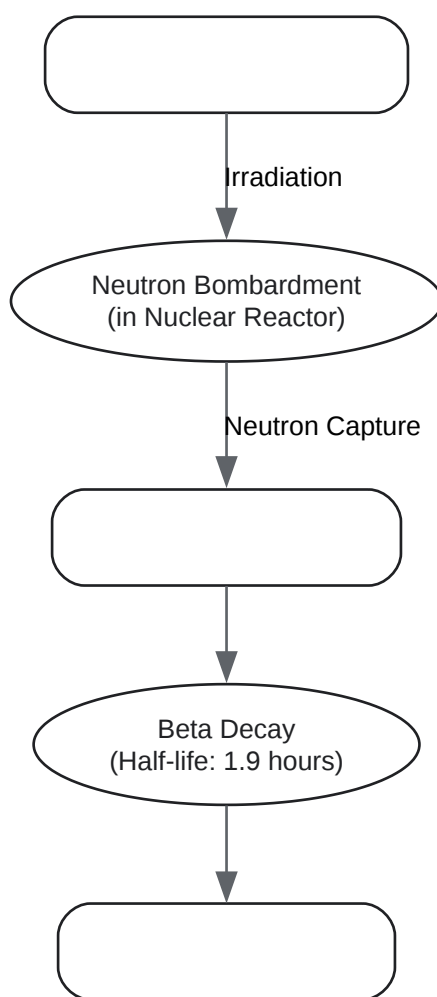 Irradiation
Neutron Bombardment
(in Nuclear Reactor)
Neutron Capture
Beta Decay
(Half-life: 1.9 hours)